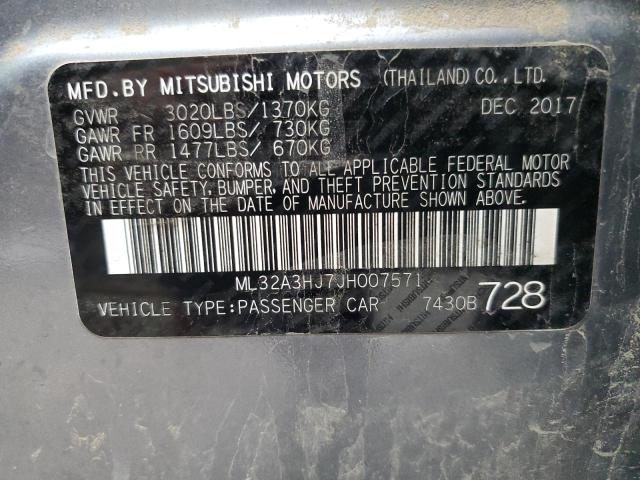 MFD.BY MITSUBISHI MOTORS (THAILAND)CO.,LTD.
GVWR 3020LBS/1370KG DEC 2017
GAWR FR 1609LBS/ 730KG
GAWR RR 1477LBS/ 670KG
THIS VEHICLE CONFORMS TO ALL APPLICABLE FEDERAL MOTOR
VEHICLE SAFETY, BUMPER, AND THEFT PREVENTION STANDARDS
IN EFFECT ON THE DATE OF MANUFACTURE SHOWN ABOVE.
ML32A3HJ7JH007571
VEHICLE TYPE:PASSENGER CAR 7430B 728